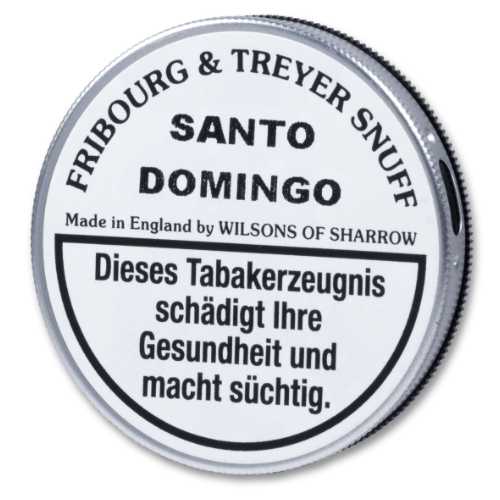 FRIBOURG & TREYER SNUFF
SANTO
DOMINGO
Made in England by WILSONS OF SHARROW
Dieses Tabakerzeugnis
schädigt Ihre
Gesundheit und
macht süchtig.